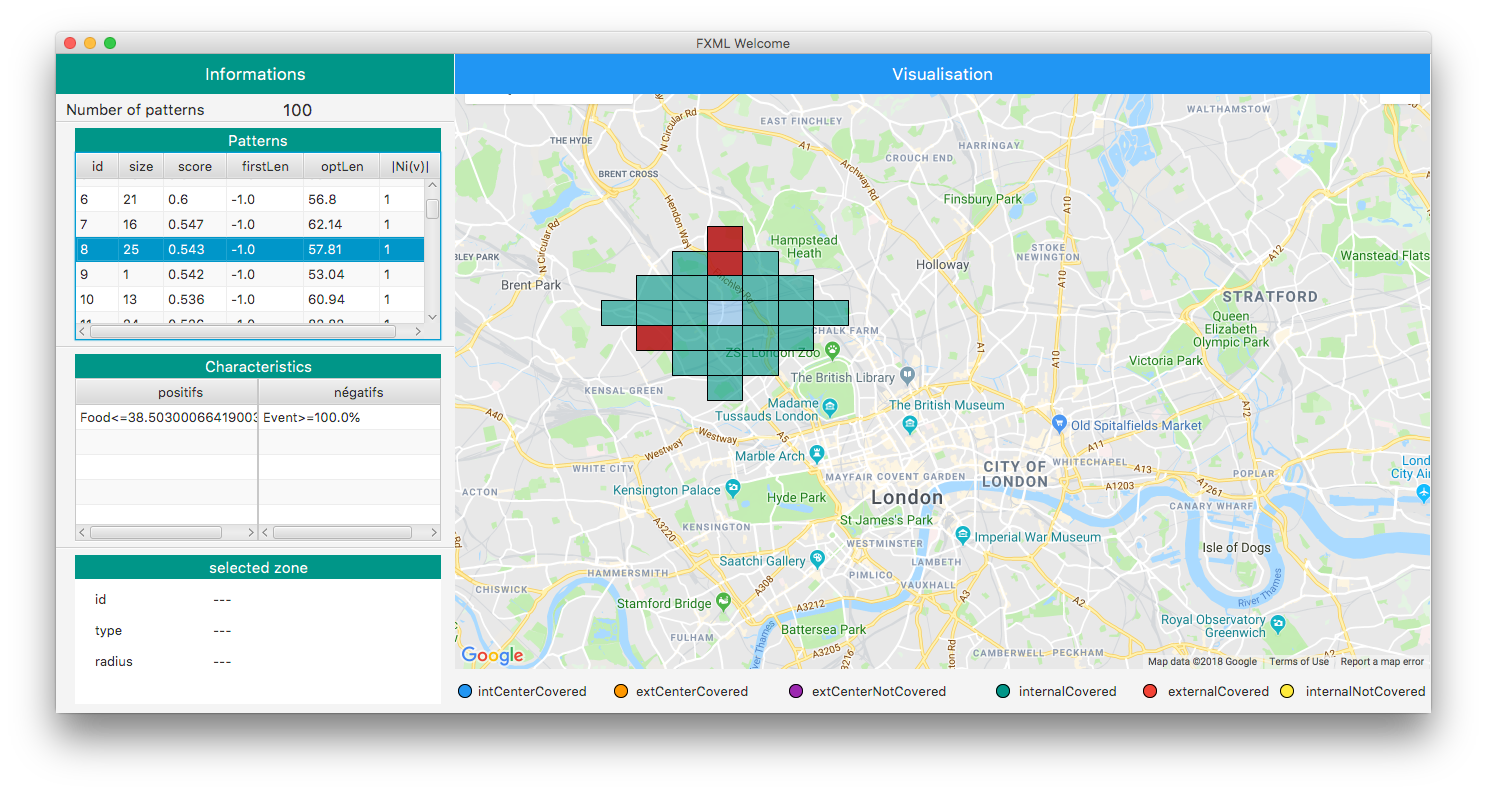 FXML Welcome
Informations
Visualisation
Number of patterns 100
Patterns
id size score firstLen optLen |Ni(v)|
6 21 0.6 -1.0 56.8 1
7 16 0.547 -1.0 62.14 1
8 25 0.543 -1.0 57.81 1
9 1 0.542 -1.0 53.04 1
10 13 0.536 -1.0 60.94 1
Characteristics
positifs négatifs
Food<=38.50300066419003 Event>=100.0%
selected zone
id ---
type ---
radius ---
WALTHAMSTOW
N Circular Rd
EAST FINCHLEY
THE HYDE
A1
HARRINGAY
CROUCH END
BRENT CROSS
Archway Rd
Finsbury Park
Hendon Way
A10
N Circular Rd
Hampstead
Heath
STOKE
NEWINGTON
A12
BLEY PARK
Wanstead Flats
Holloway
Brent Park
Finchley Rd
STRATFORD
Queen
Elizabeth
Olympic Park
CHALK FARM
A1
A10
ZSL London Zoo
Victoria Park
The British Library
KENSAL GREEN
A40
Madame
Tussauds London
The British Museum
A12
Westway
Westway
A5
Old Spitalfields Market
A11
Marble Arch
WHITE CITY
CITY OF
LONDON
WHITECHAPEL
A13
POPLAR
Lond
City Air
ACTON
Kensington Palace
MAYFAIR
COVENT GARDEN
A1203
A1261
Hyde Park
London
CANARY WHARF
St James's Park
KENSINGTON
A3220
Imperial War Museum
WESTMINSTER
Isle of Dogs
Saatchi Gallery
LAMBETH
HAMMERSMITH
PIMLICO
CHISWICK
A308
VAUXHALL
Stamford Bridge
A3212
A3
A2
River Thames
Royal Observatory
Greenwich
Battersea Park
FULHAM
River Thames
A3205
A3216
CAMBERWELL
PECKHAM
Google
Map data ©2018 Google Terms of Use Report a map error
intCenterCovered extCenterCovered extCenterNotCovered internalCovered externalCovered internalNotCovered